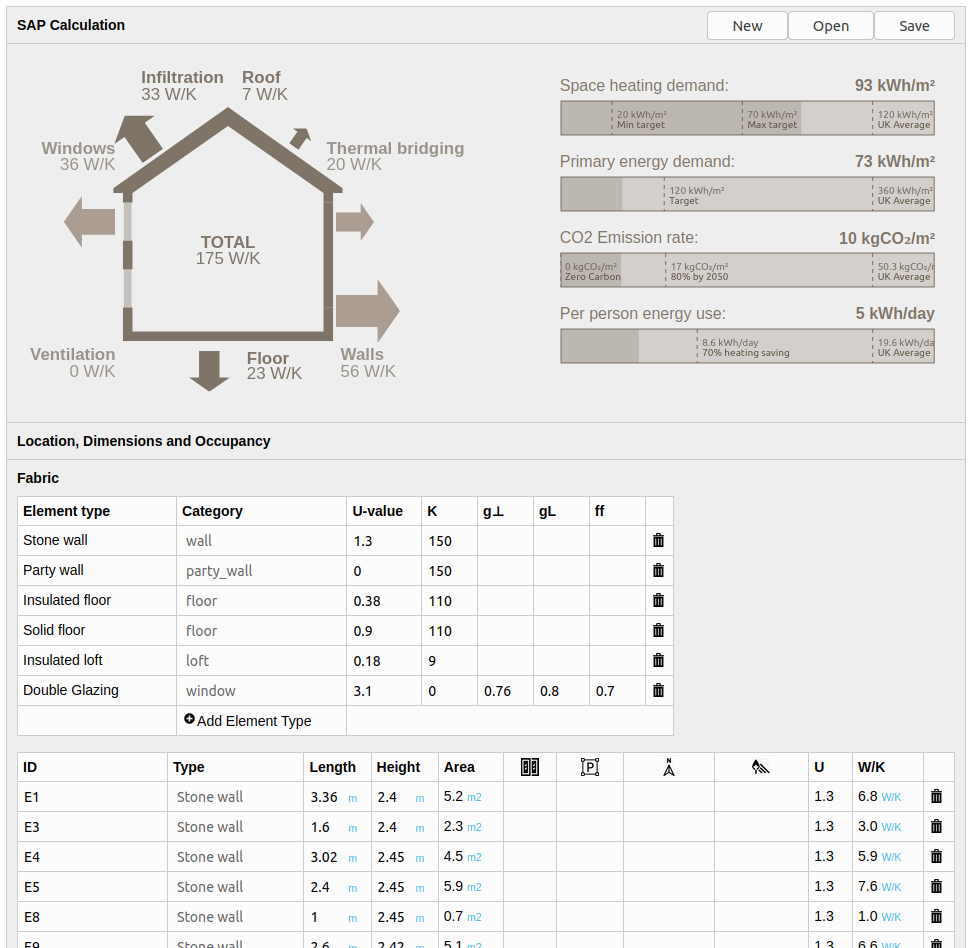 SAP Calculation New Open Save
Infiltration Roof
33 W/K 7 W/K
Windows
36 W/K
Thermal bridging
20 W/K
TOTAL
175 W/K
Ventilation
0 W/K
Floor
23 W/K
Walls
56 W/K
Space heating demand: 93 kWh/m²
20 kWh/m² 70 kWh/m² 120 kWh/m²
Min target Max target UK Average
Primary energy demand: 73 kWh/m²
120 kWh/m² 360 kWh/m²
Target UK Average
CO2 Emission rate: 10 kgCO₂/m²
0 kgCO₂/m² 17 kgCO₂/m² 50.3 kgCO₂/r
Zero Carbon 80% by 2050 UK Average
Per person energy use: 5 kWh/day
8.6 kWh/day 19.6 kWh/da
70% heating saving UK Average
Location, Dimensions and Occupancy
Fabric
Element type Category U-value K g⊥ gL ff
Stone wall wall 1.3 150
Party wall party_wall 0 150
Insulated floor floor 0.38 110
Solid floor floor 0.9 110
Insulated loft loft 0.18 9
Double Glazing window 3.1 0 0.76 0.8 0.7
Add Element Type
ID Type Length Height Area P N U W/K
E1 Stone wall 3.36 m 2.4 m 5.2 m2 1.3 6.8 W/K
E3 Stone wall 1.6 m 2.4 m 2.3 m2 1.3 3.0 W/K
E4 Stone wall 3.02 m 2.45 m 4.5 m2 1.3 5.9 W/K
E5 Stone wall 2.4 m 2.45 m 5.9 m2 1.3 7.6 W/K
E8 Stone wall 1 m 2.45 m 0.7 m2 1.3 1.0 W/K
E9 Stone wall 2.6 m 2.42 m 5.1 m2 1.3 6.6 W/K